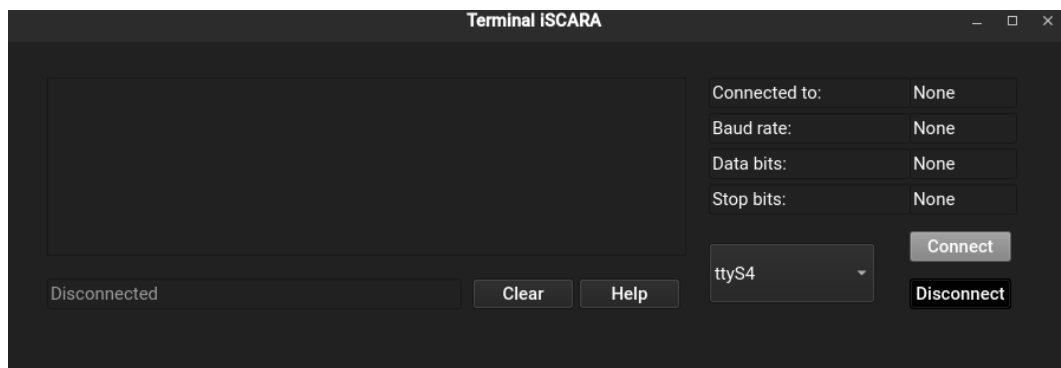 Terminal iSCARA
Connected to: None
Baud rate: None
Data bits: None
Stop bits: None
Connect
ttyS4
Disconnected Clear Help Disconnect